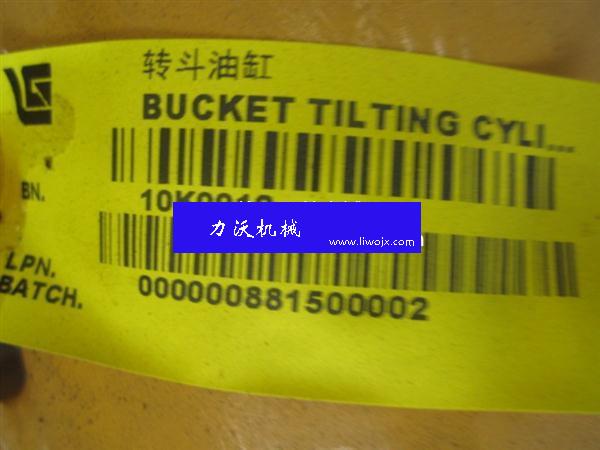 转斗油缸
BUCKET TILTING CYLI...
BN.
力沃机械
www.liwojx.com
LPN.
BATCH.
000000881500002